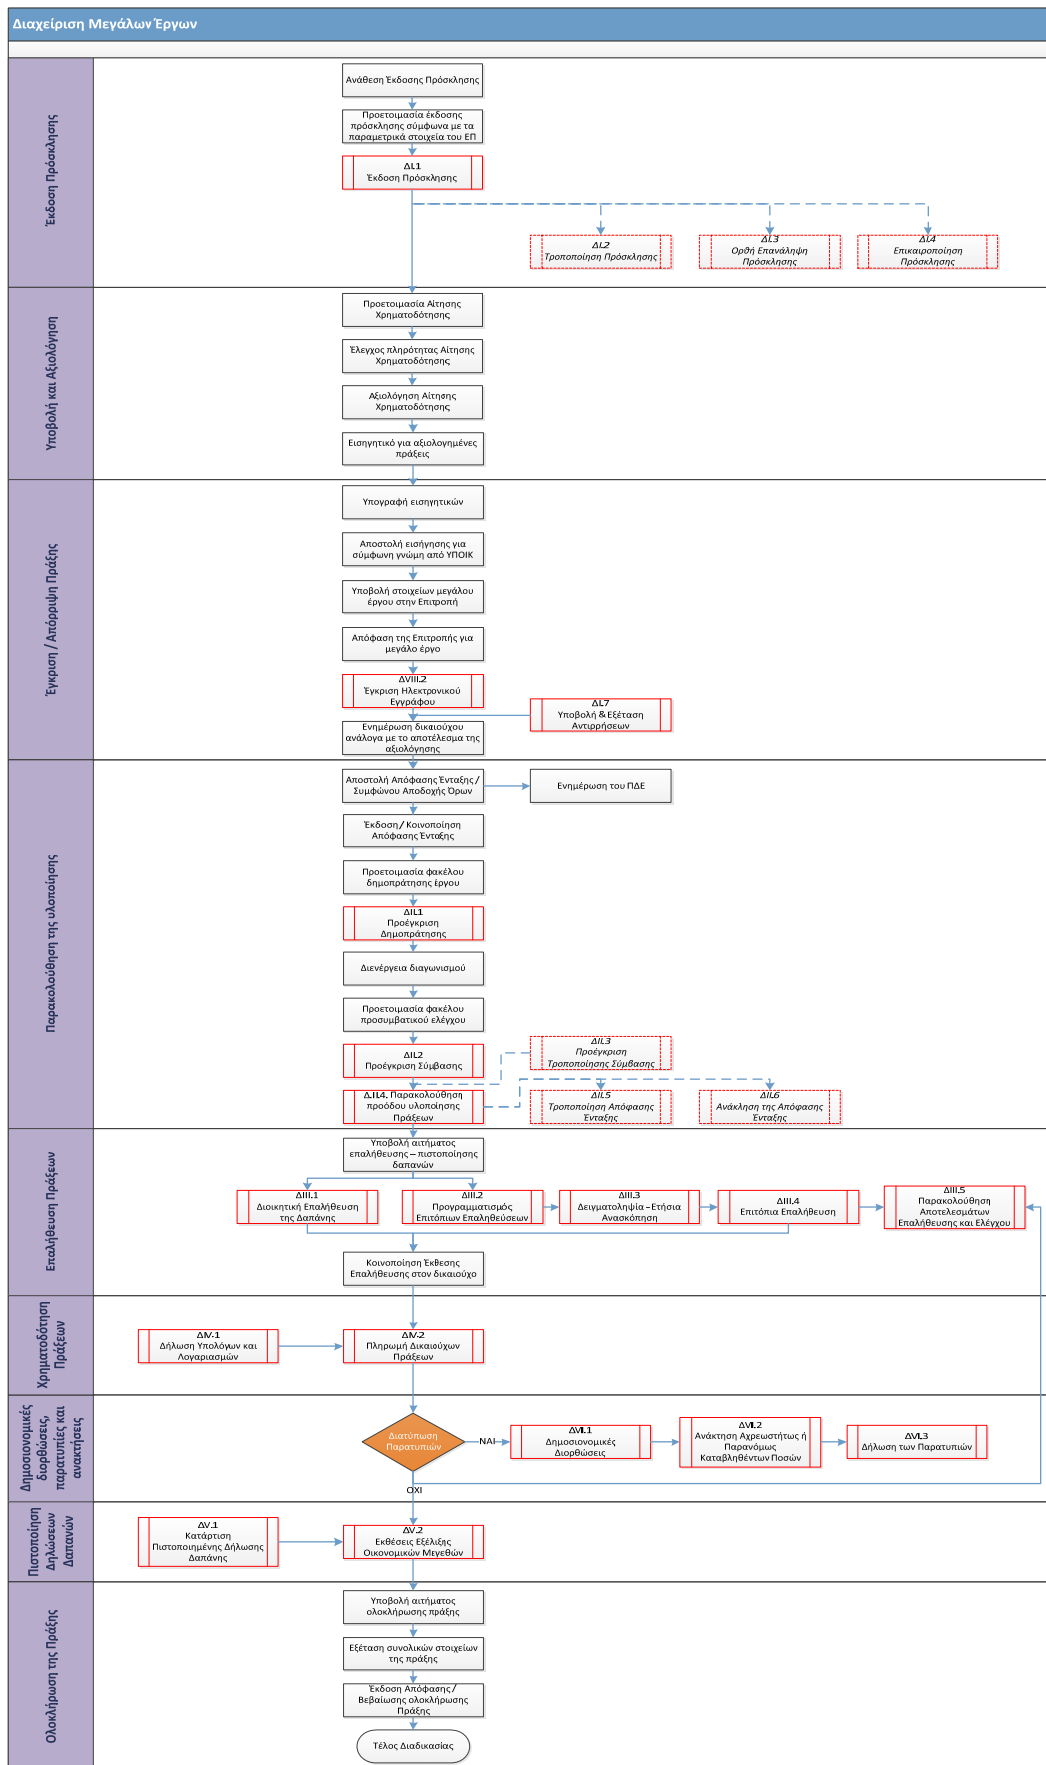 Διαχείριση Μεγάλων Έργων
Έκδοση Πρόσκλησης
Ανάθεση Έκδοσης Πρόσκλησης
Προετοιμασία έκδοσης
πρόσκλησης σύμφωνα με τα
παραμετρικά στοιχεία του ΕΠ
ΔΙ.1
Έκδοση Πρόσκλησης
ΔΙ.2
Τροποποίηση Πρόσκλησης
ΔΙ.3
Ορθή Επανάληψη
Πρόσκλησης
ΔΙ.4
Επικαιροποίηση
Πρόσκλησης
Υποβολή και Αξιολόγηση
Προετοιμασία Αίτησης
Χρηματοδότησης
Έλεγχος πληρότητας Αίτησης
Χρηματοδότησης
Αξιολόγηση Αίτησης
Χρηματοδότησης
Εισηγητικό για αξιολογημένες
πράξεις
Έγκριση / Απόρριψη Πράξης
Υπογραφή εισηγητικών
Αποστολή εισήγησης για
σύμφωνη γνώμη από ΥΠΟΙΚ
Υποβολή στοιχείων μεγάλου
έργου στην Επιτροπή
Απόφαση της Επιτροπής για
μεγάλο έργο
ΔVIII.2
Έγκριση Ηλεκτρονικού
Εγγράφου
ΔΙ.7
Υποβολή & Εξέταση
Αντιρρήσεων
Ενημέρωση δικαιούχου
ανάλογα με το αποτέλεσμα της
αξιολόγησης
Παρακολούθηση της υλοποίησης
Αποστολή Απόφασης Ένταξης /
Συμφώνου Αποδοχής Όρων
Ενημέρωση του ΠΔΕ
Έκδοση / Κοινοποίηση
Απόφασης Ένταξης
Προετοιμασία φακέλου
δημοπράτησης έργου
ΔΙΙ.1
Προέγκριση
Δημοπράτησης
Διενέργεια διαγωνισμού
Προετοιμασία φακέλου
προσυμβατικού ελέγχου
ΔΙΙ.2
Προέγκριση Σύμβασης
ΔΙΙ.3
Προέγκριση
Τροποποίησης Σύμβασης
Δ.ΙΙ.4. Παρακολούθηση
προόδου υλοποίησης
Πράξεων
ΔΙΙ.5
Τροποποίηση Απόφασης
Ένταξης
ΔΙΙ.6
Ανάκληση της Απόφασης
Ένταξης
Επαλήθευση Πράξεων
Υποβολή αιτήματος
επαλήθευσης – πιστοποίησης
δαπανών
ΔΙΙΙ.1
Διοικητική Επαλήθευση
της Δαπάνης
ΔΙΙΙ.2
Προγραμματισμός
Επιτόπιων Επαληθεύσεων
ΔΙΙΙ.3
Δειγματοληψία – Ετήσια
Ανασκόπηση
ΔΙΙΙ.4
Επιτόπια Επαλήθευση
ΔΙΙΙ.5
Παρακολούθηση
Αποτελεσμάτων
Επαλήθευσης και Ελέγχου
Κοινοποίηση Έκθεσης
Επαλήθευσης στον δικαιούχο
Χρηματοδότηση
Πράξεων
ΔIV.1
Δήλωση Υπολόγων και
Λογαριασμών
ΔIV.2
Πληρωμή Δικαιούχων
Πράξεων
Δημοσιονομικές
διορθώσεις,
παρατυπίες και
ανακτήσεις
Διατύπωση
Παρατυπιών
ΝΑΙ
ΔVI.1
Δημοσιονομικές
Διορθώσεις
ΔVI.2
Ανάκτηση Αχρεωστήτως ή
Παρανόμως
Καταβληθέντων Ποσών
ΔVI.3
Δήλωση των Παρατυπιών
ΟΧΙ
Πιστοποίηση
Δηλώσεων
Δαπανών
ΔV.1
Κατάρτιση
Πιστοποιημένης Δήλωσης
Δαπάνης
ΔV.2
Εκθέσεις Εξέλιξης
Οικονομικών Μεγεθών
Ολοκλήρωση της Πράξης
Υποβολή αιτήματος
ολοκλήρωσης πράξης
Εξέταση συνολικών στοιχείων
της πράξης
Έκδοση Απόφασης /
Βεβαίωσης ολοκλήρωσης
Πράξης
Τέλος Διαδικασίας